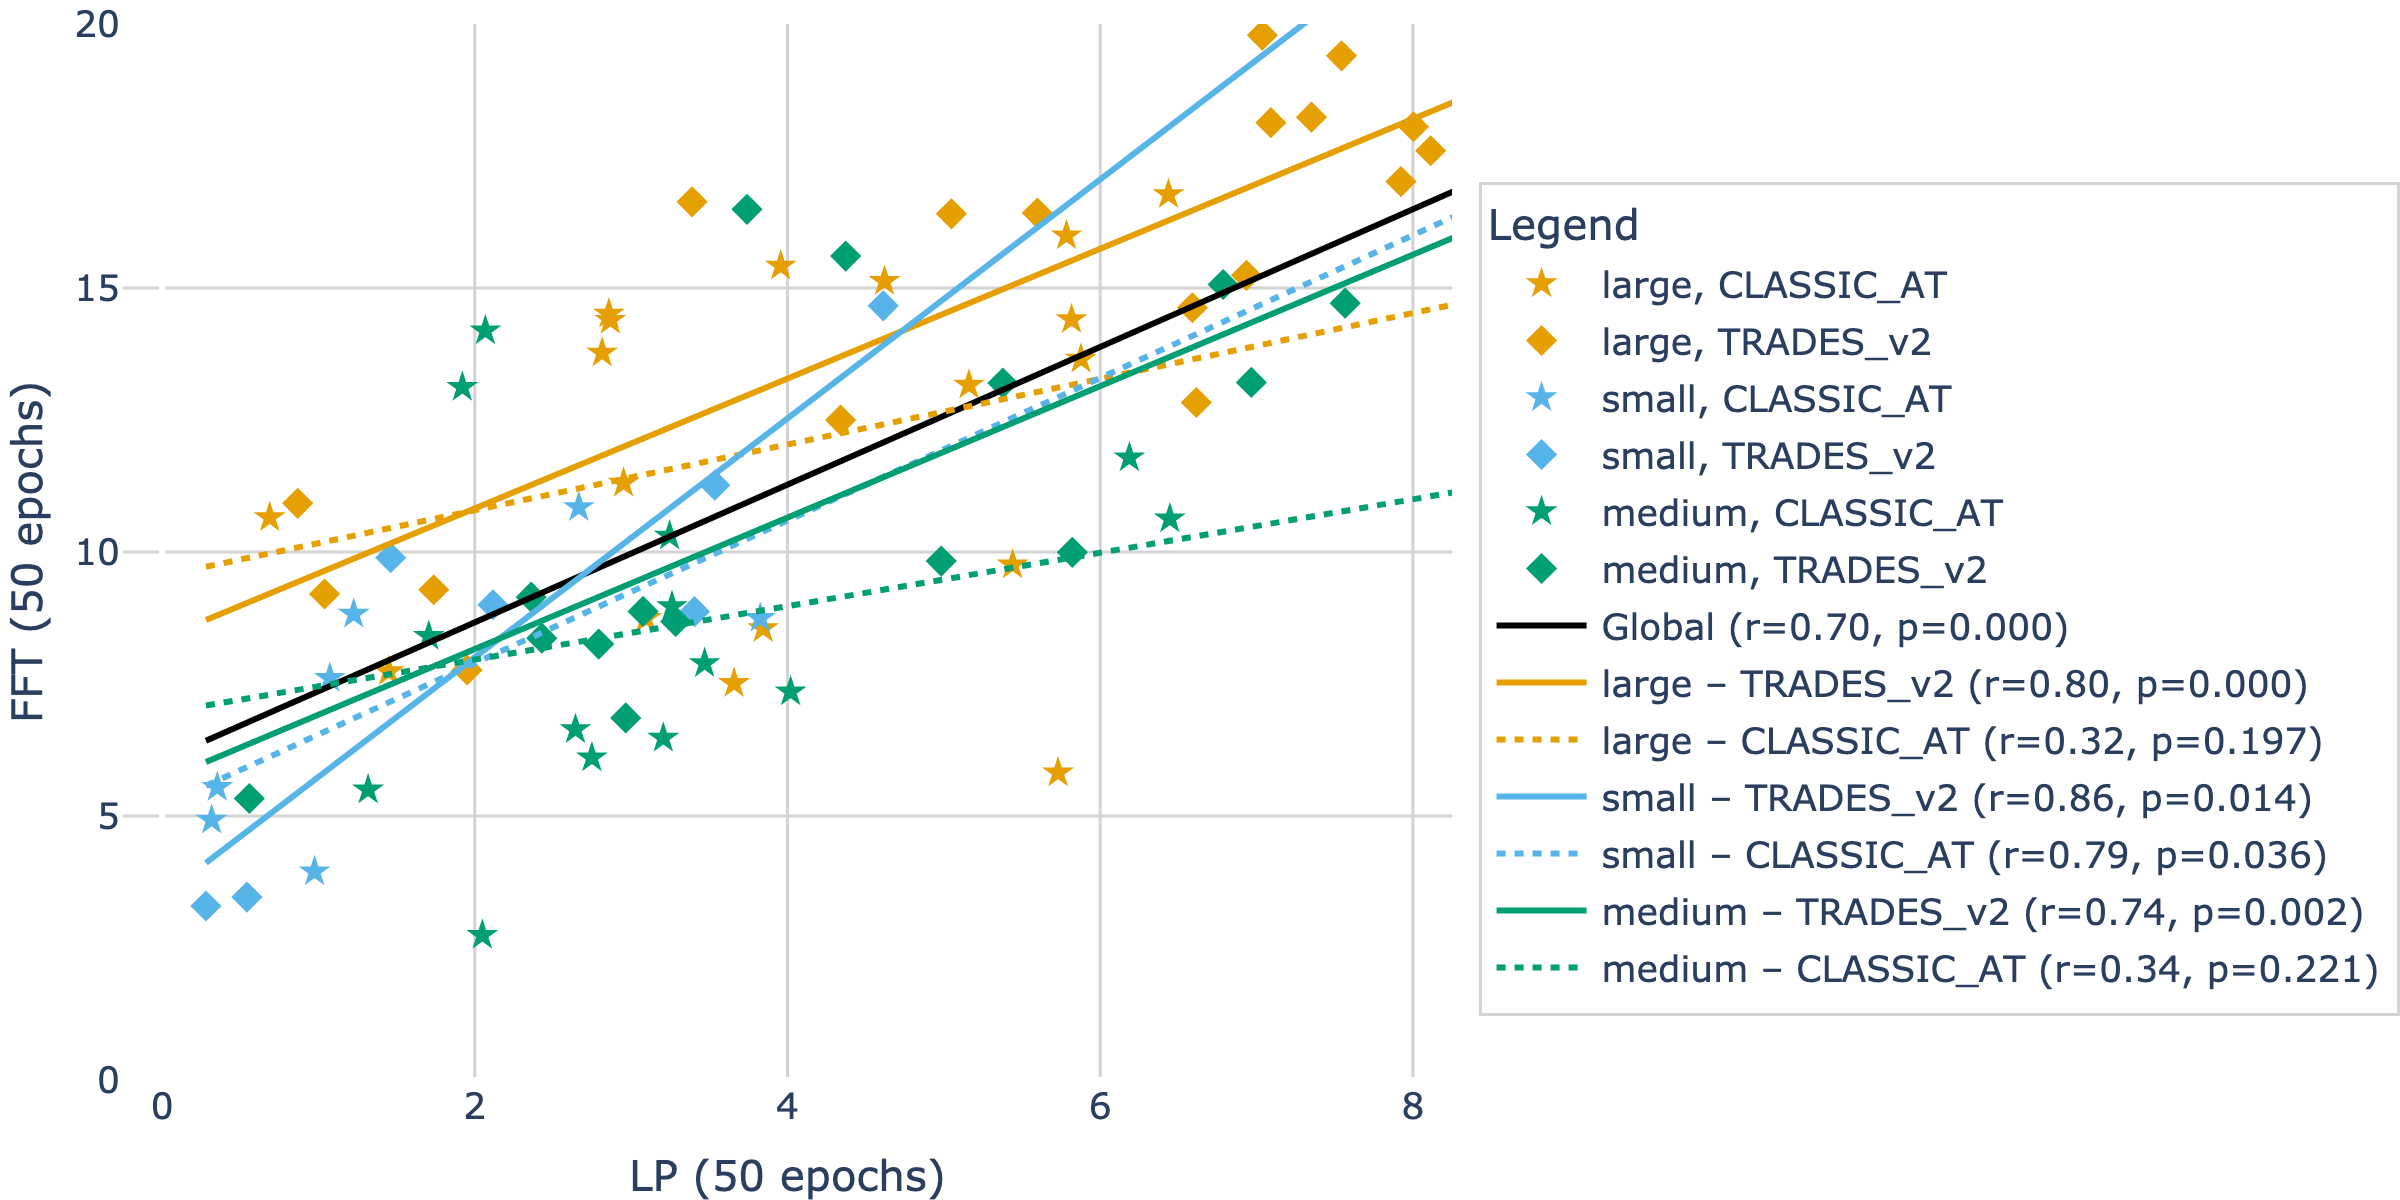 FFT (50 epochs)
20
15
10
5
0
0 2 4 6 8
LP (50 epochs)
Legend
large, CLASSIC_AT
large, TRADES_v2
small, CLASSIC_AT
small, TRADES_v2
medium, CLASSIC_AT
medium, TRADES_v2
Global (r=0.70, p=0.000)
large – TRADES_v2 (r=0.80, p=0.000)
large – CLASSIC_AT (r=0.32, p=0.197)
small – TRADES_v2 (r=0.86, p=0.014)
small – CLASSIC_AT (r=0.79, p=0.036)
medium – TRADES_v2 (r=0.74, p=0.002)
medium – CLASSIC_AT (r=0.34, p=0.221)